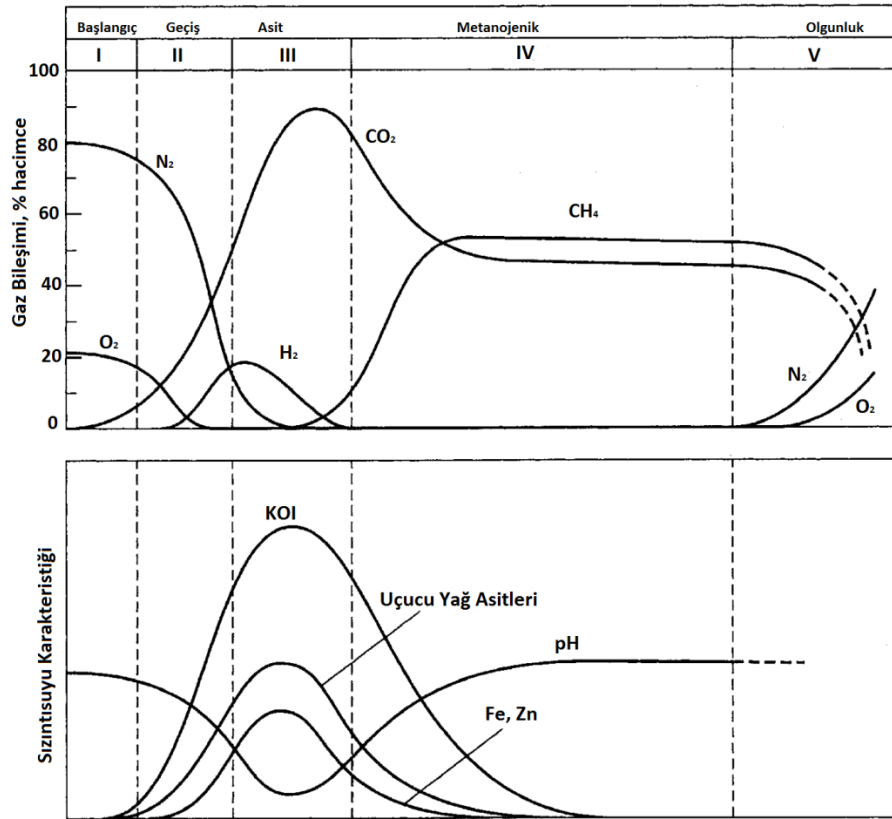 Başlangıç Geçiş Asit Metanojenik Olgunluk
I II III IV V
100
80
60
40
20
0
Gaz Bileşimi, % hacimce
N₂
CO₂
CH₄
O₂
H₂
N₂
O₂
Sızıntısuyu Karakteristiği
KOI
Uçucu Yağ Asitleri
pH
Fe, Zn